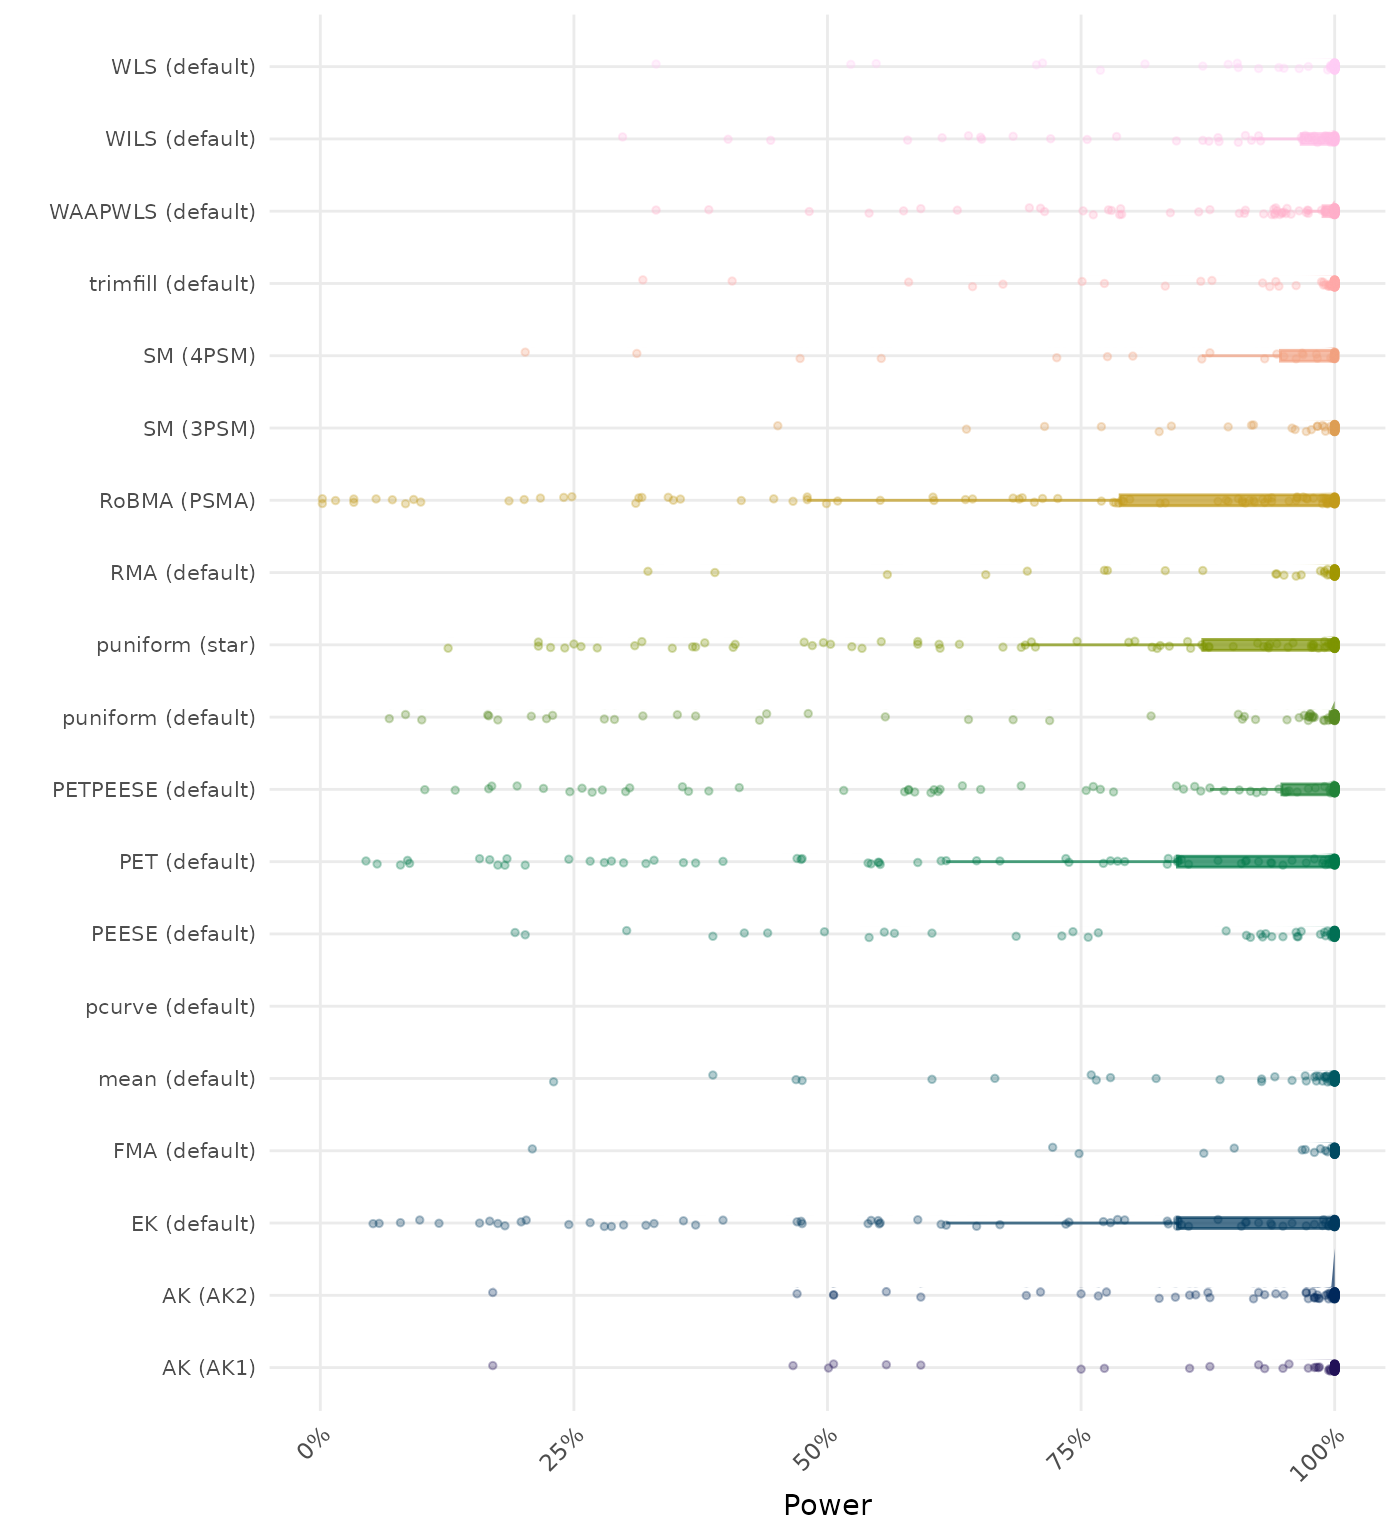 WLS (default)
WILS (default)
WAAPWLS (default)
trimfill (default)
SM (4PSM)
SM (3PSM)
RoBMA (PSMA)
RMA (default)
puniform (star)
puniform (default)
PETPEESE (default)
PET (default)
PEESE (default)
pcurve (default)
mean (default)
FMA (default)
EK (default)
AK (AK2)
AK (AK1)
0%
25%
50%
75%
100%
Power